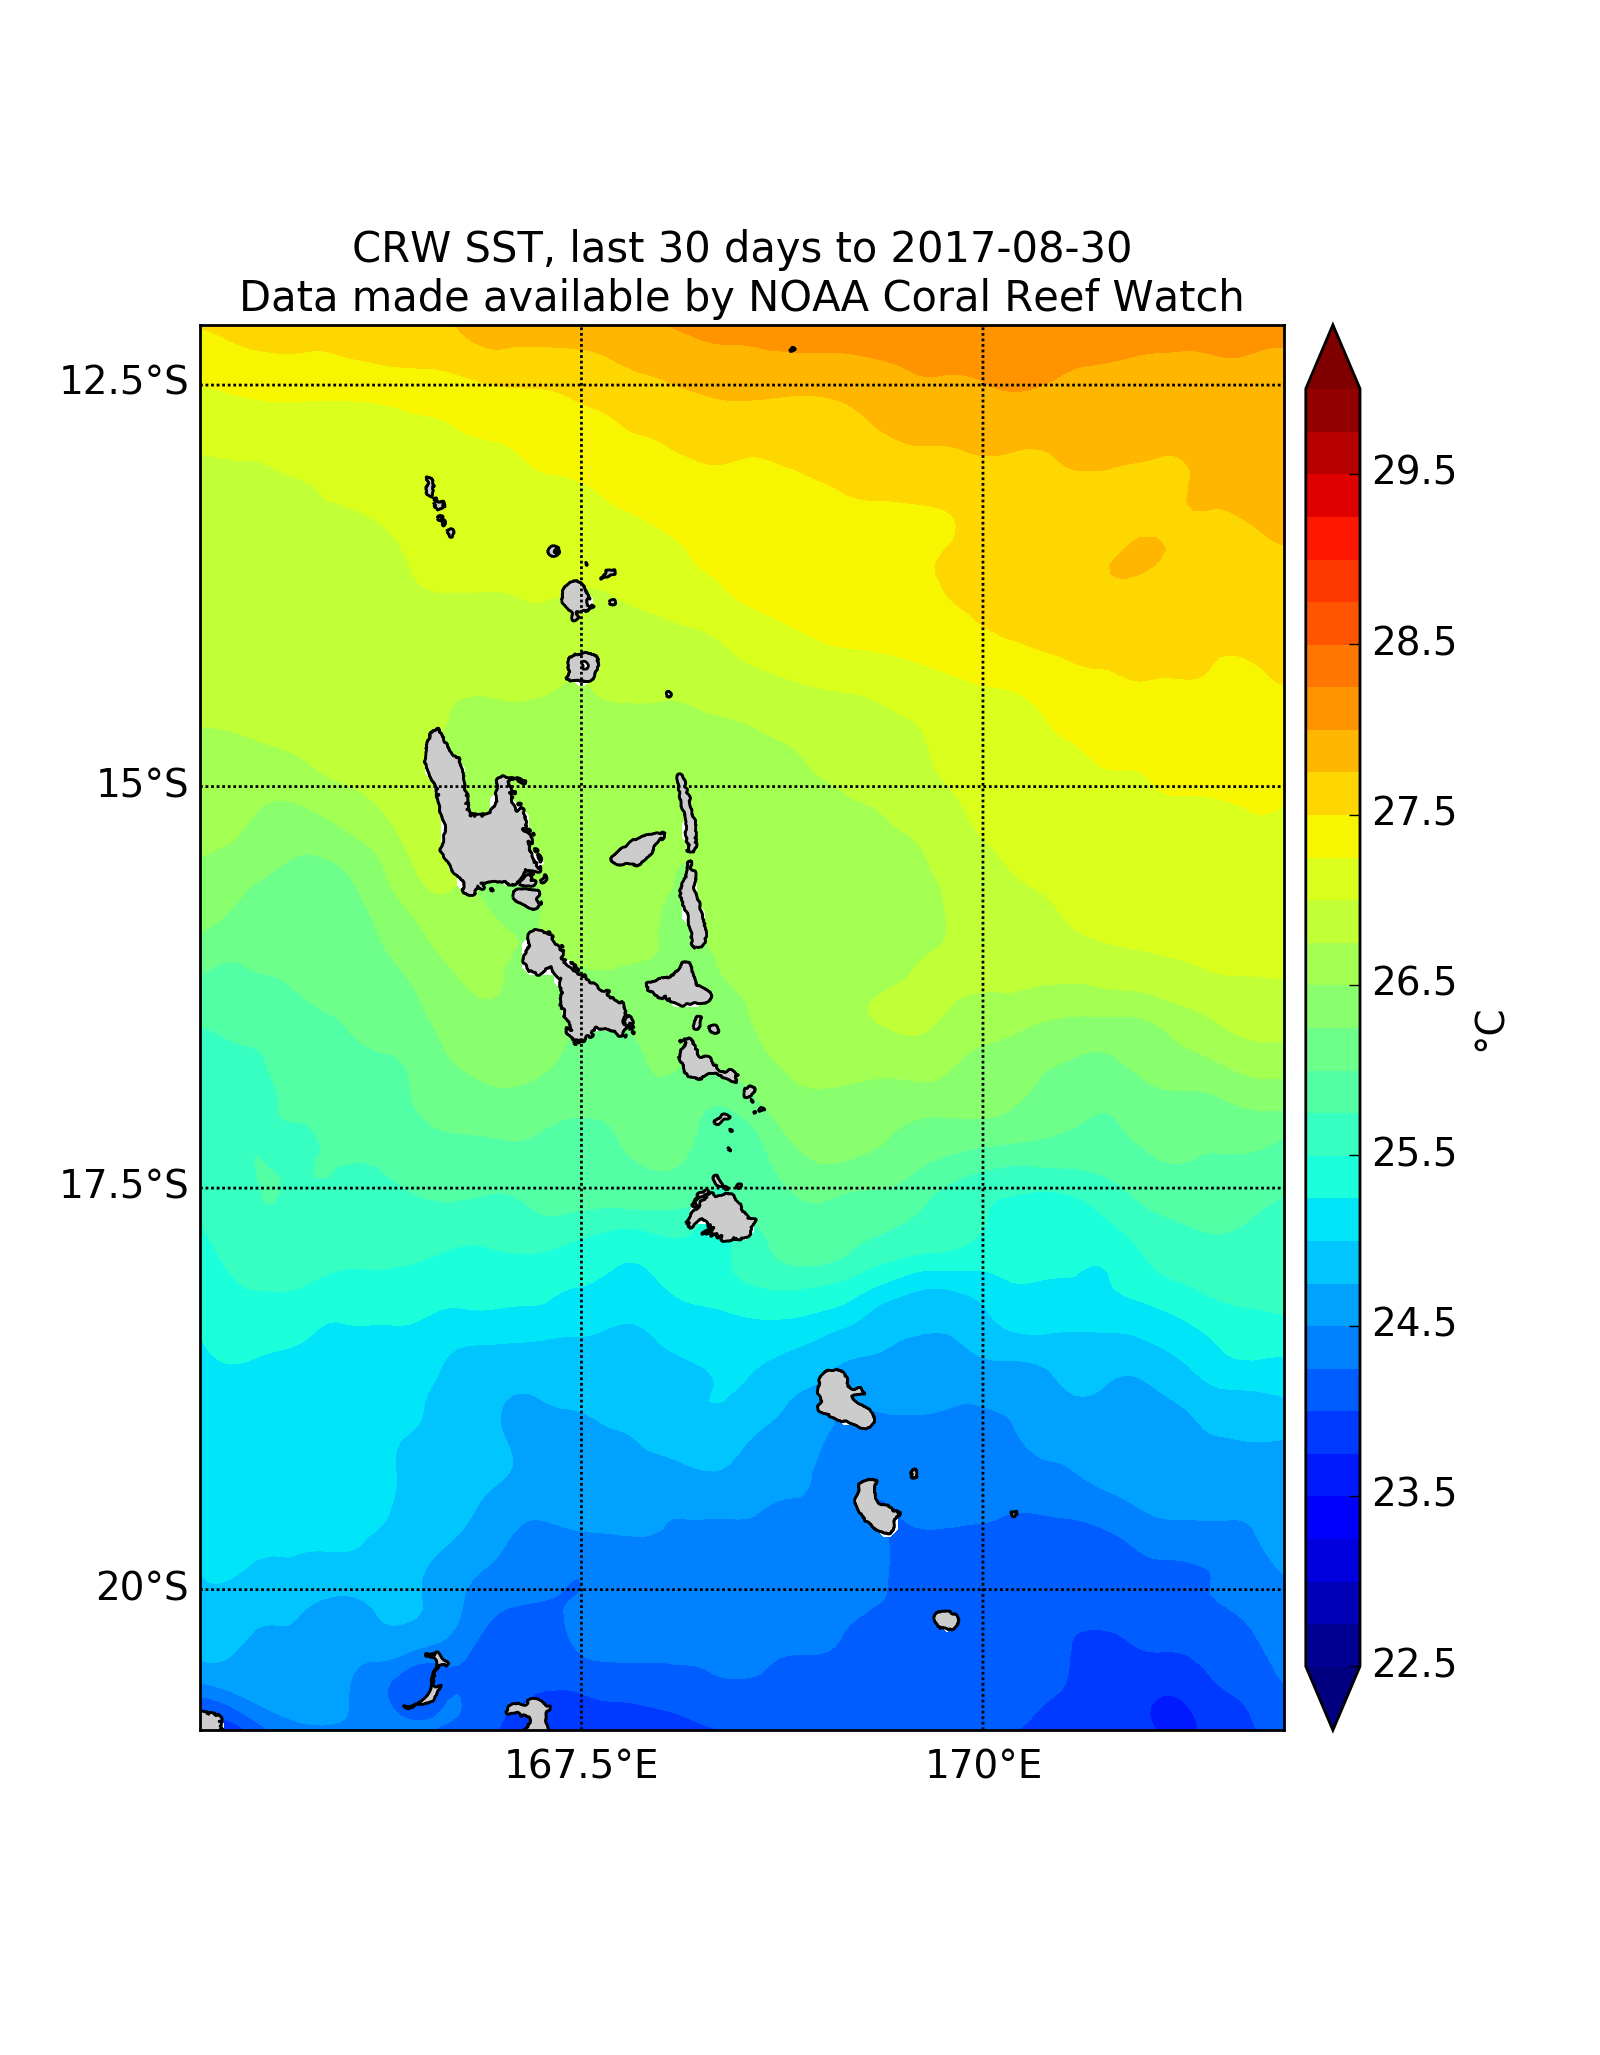 CRW SST, last 30 days to 2017-08-30
Data made available by NOAA Coral Reef Watch
12.5°S
15°S
17.5°S
20°S
167.5°E
170°E
29.5
28.5
27.5
26.5
25.5
24.5
23.5
22.5
°C